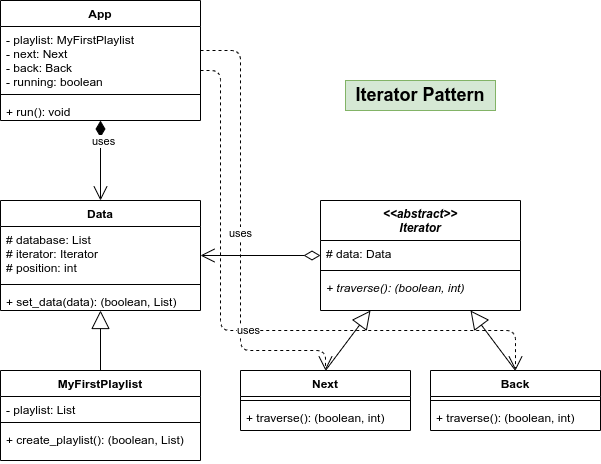 App
- playlist: MyFirstPlaylist
- next: Next
- back: Back
- running: boolean
+ run(): void
Iterator Pattern
uses
Data
# database: List
# iterator: Iterator
# position: int
+ set_data(data): (boolean, List)
uses
<<abstract>>
Iterator
# data: Data
+ traverse(): (boolean, int)
uses
MyFirstPlaylist
- playlist: List
+ create_playlist(): (boolean, List)
Next
+ traverse(): (boolean, int)
Back
+ traverse(): (boolean, int)